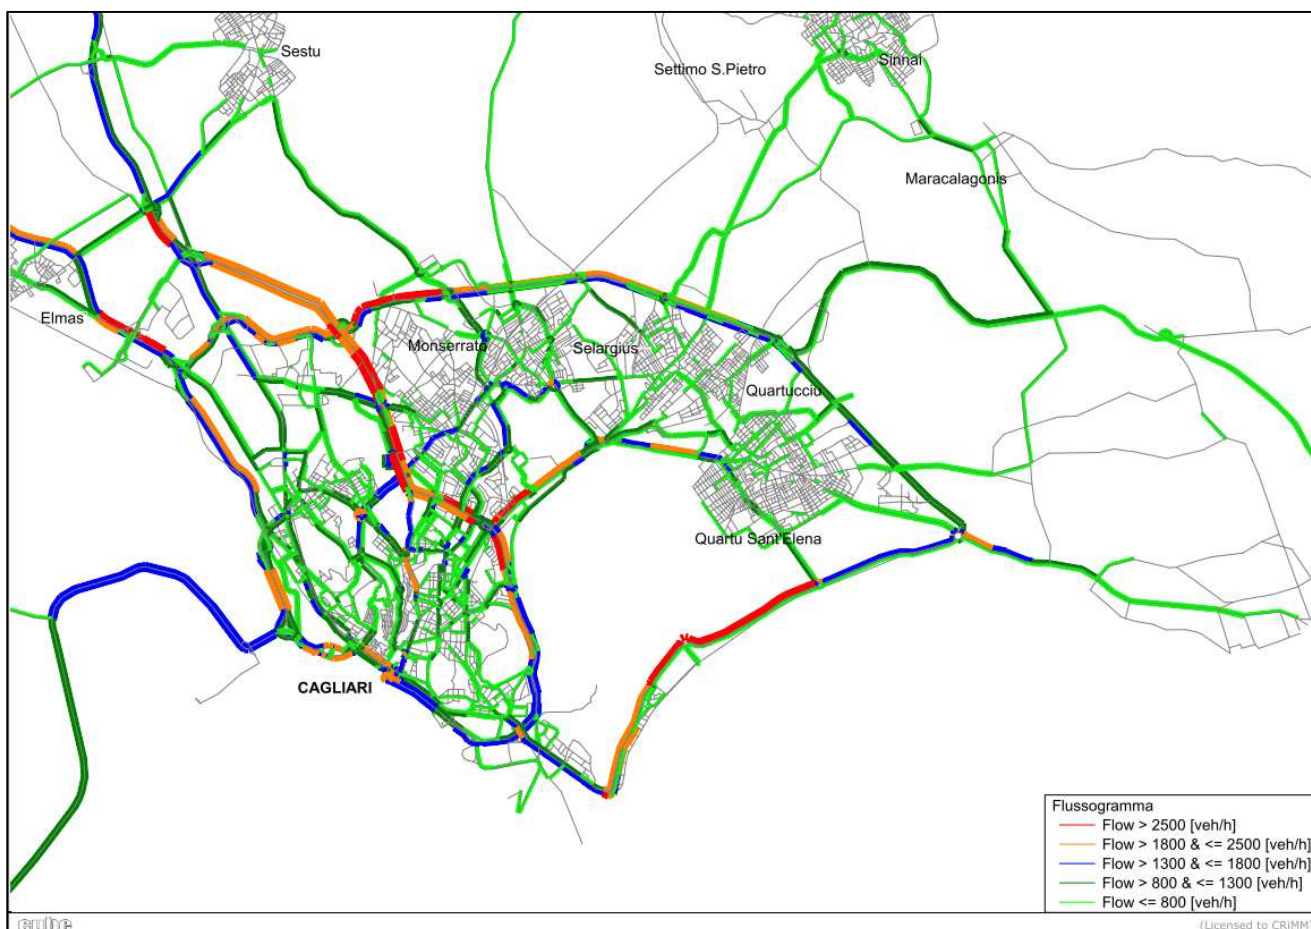 Sestu
Settimo S.Pietro
Sinnai
Maracalagonis
Elmas
Monserrato
Selargius
Quartucciu
Quartu Sant'Elena
CAGLIARI
Flussogramma
Flow > 2500 [veh/h]
Flow > 1800 & <= 2500 [veh/h]
Flow > 1300 & <= 1800 [veh/h]
Flow > 800 & <= 1300 [veh/h]
Flow <= 800 [veh/h]
cube
(Licensed to CRiMM)